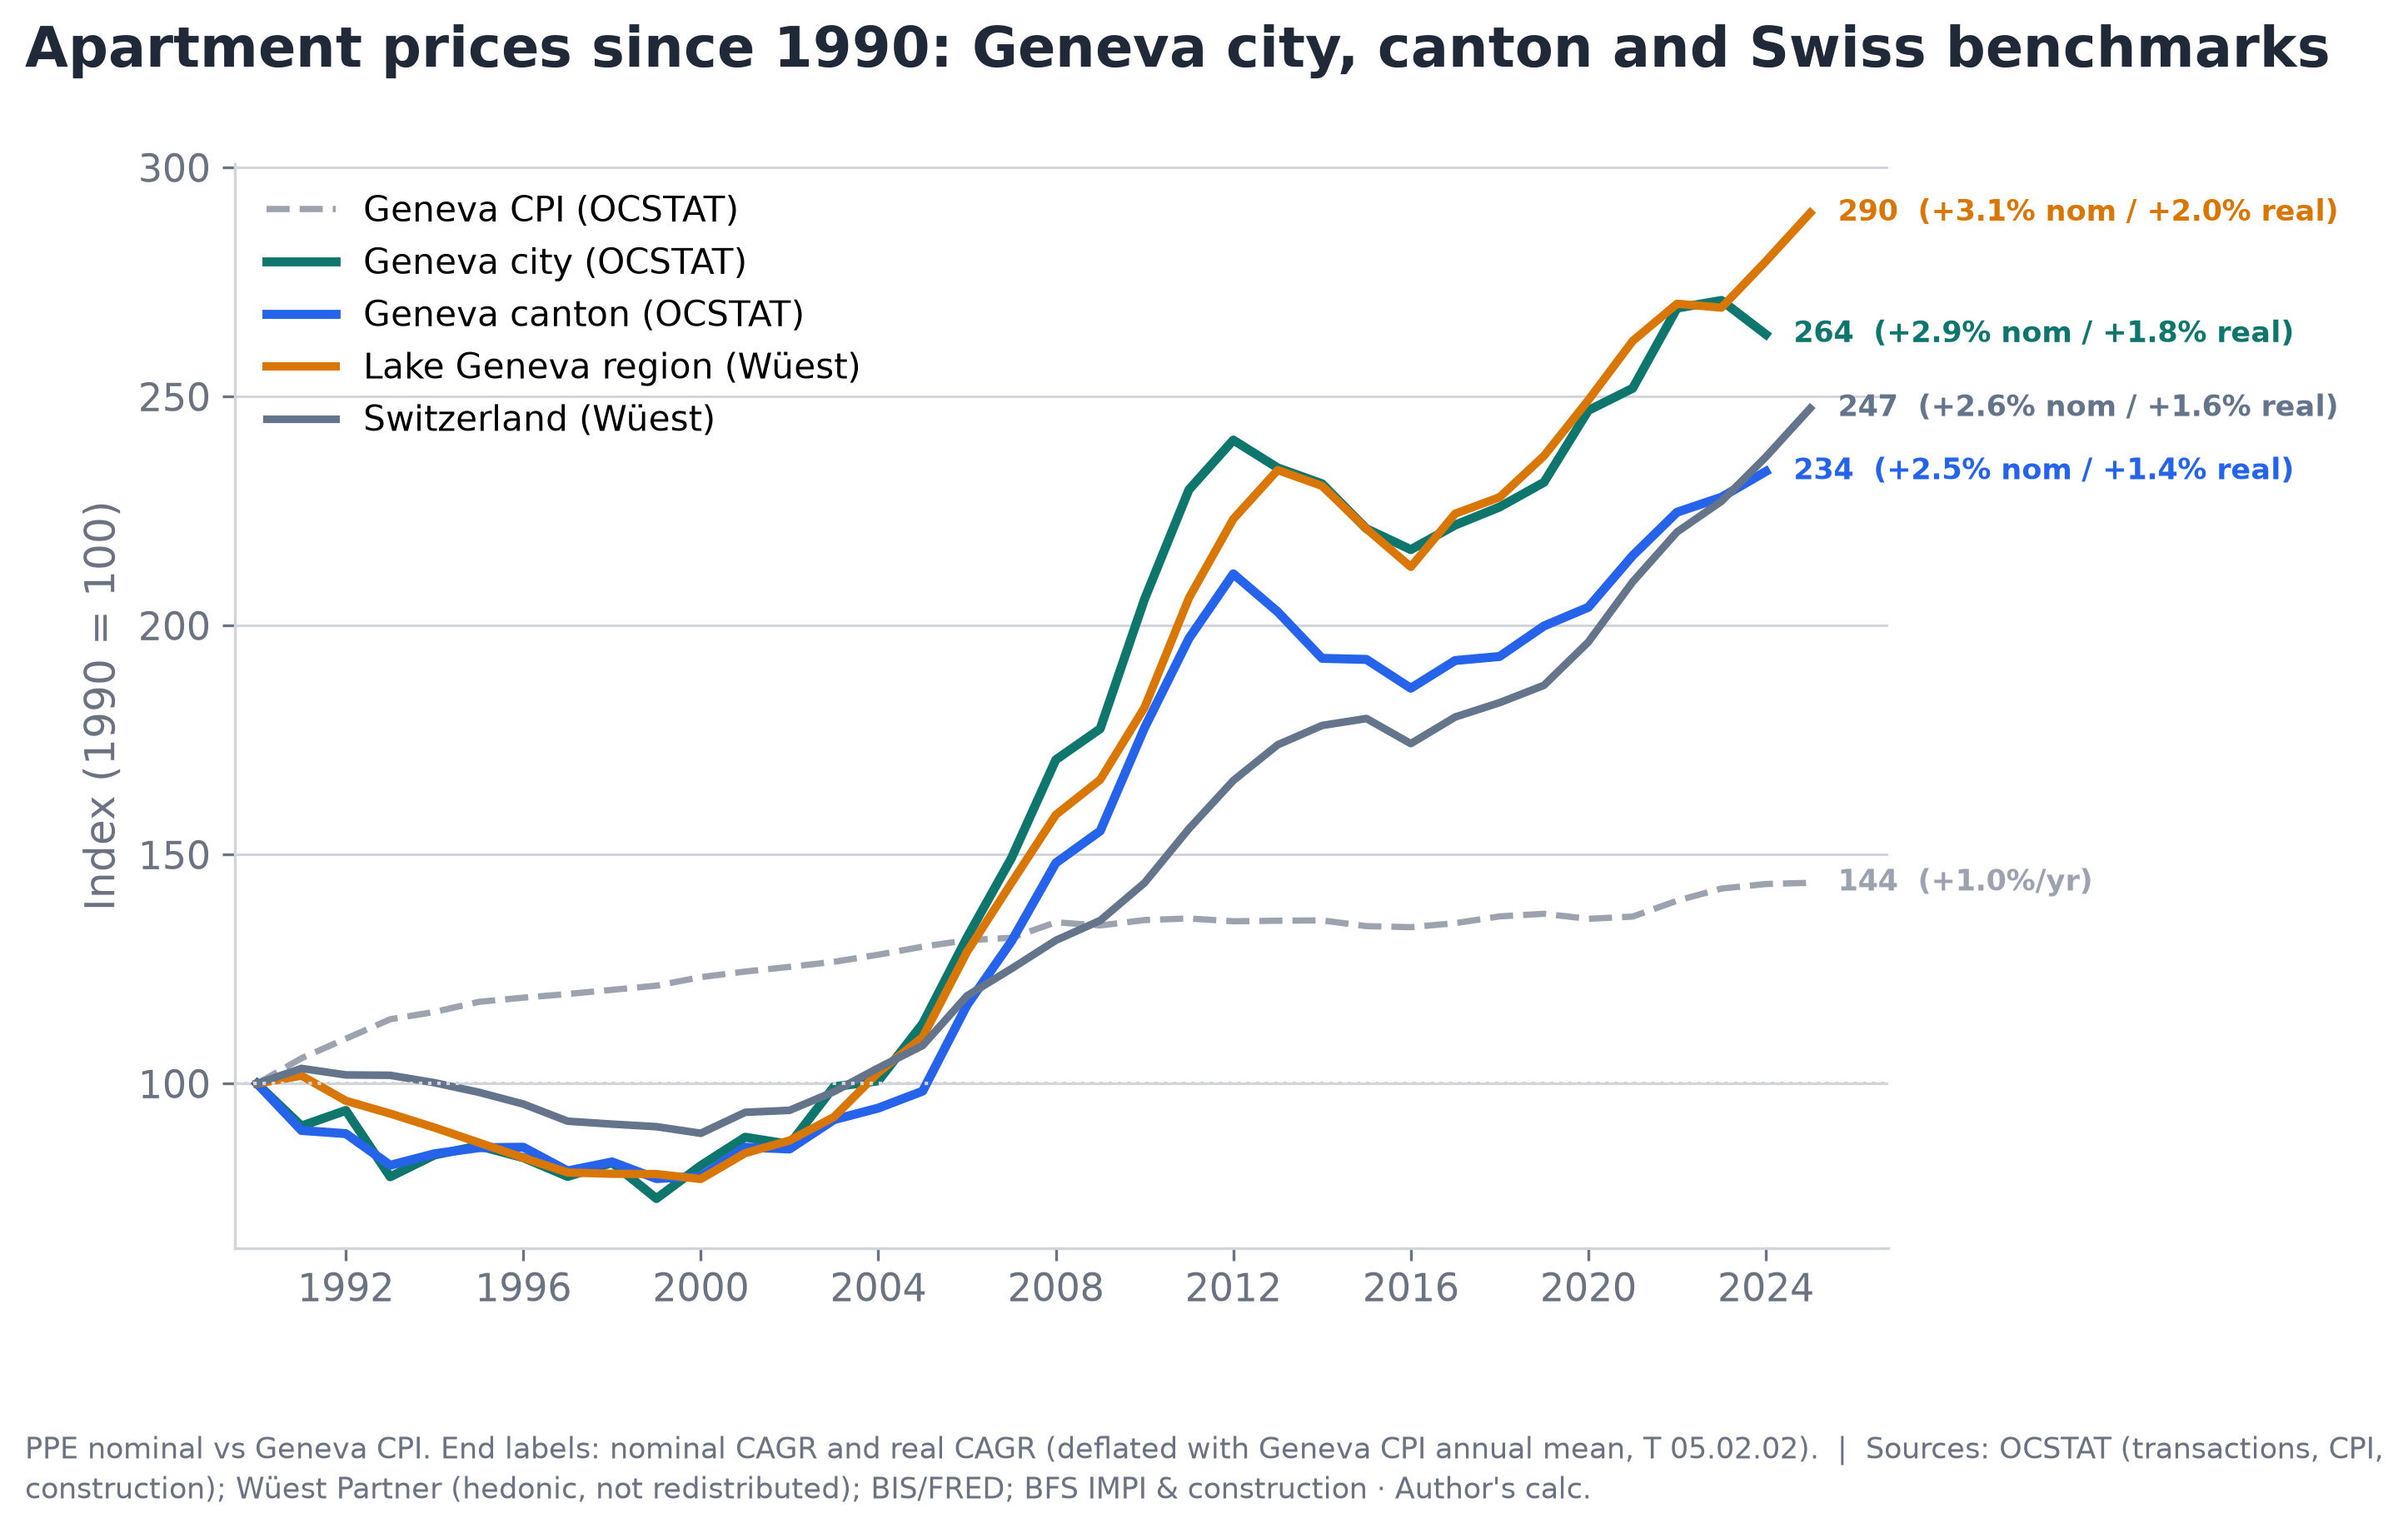 Apartment prices since 1990: Geneva city, canton and Swiss benchmarks
300
250
200
150
100
Index (1990 = 100)
Geneva CPI (OCSTAT)
Geneva city (OCSTAT)
Geneva canton (OCSTAT)
Lake Geneva region (Wüest)
Switzerland (Wüest)
290 (+3.1% nom / +2.0% real)
264 (+2.9% nom / +1.8% real)
247 (+2.6% nom / +1.6% real)
234 (+2.5% nom / +1.4% real)
144 (+1.0%/yr)
1992 1996 2000 2004 2008 2012 2016 2020 2024
PPE nominal vs Geneva CPI. End labels: nominal CAGR and real CAGR (deflated with Geneva CPI annual mean, T 05.02.02). | Sources: OCSTAT (transactions, CPI,
construction); Wüest Partner (hedonic, not redistributed); BIS/FRED; BFS IMPI & construction · Author's calc.